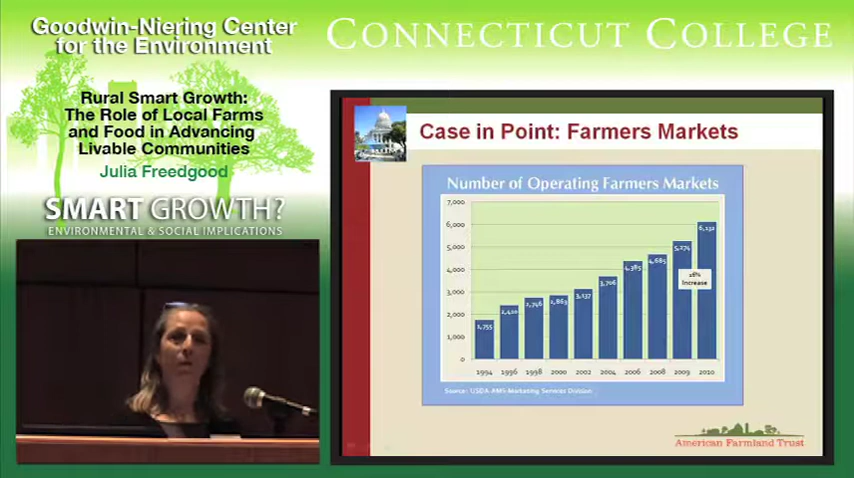 Goodwin-Niering Center
for the Environment
CONNECTICUT COLLEGE
Rural Smart Growth:
The Role of Local Farms
and Food in Advancing
Livable Communities
Julia Freedgood
SMART GROWTH?
ENVIRONMENTAL & SOCIAL IMPLICATIONS
Case in Point: Farmers Markets
Number of Operating Farmers Markets
7,000
6,000
5,000
4,000
3,000
2,000
1,000
0
1,755
2,410
2,746
2,863
3,137
3,706
4,385
4,685
5,274
6,132
16%
Increase
1994 1996 1998 2000 2002 2004 2006 2008 2009 2010
Source: USDA-AMS-Marketing Services Division
American Farmland Trust